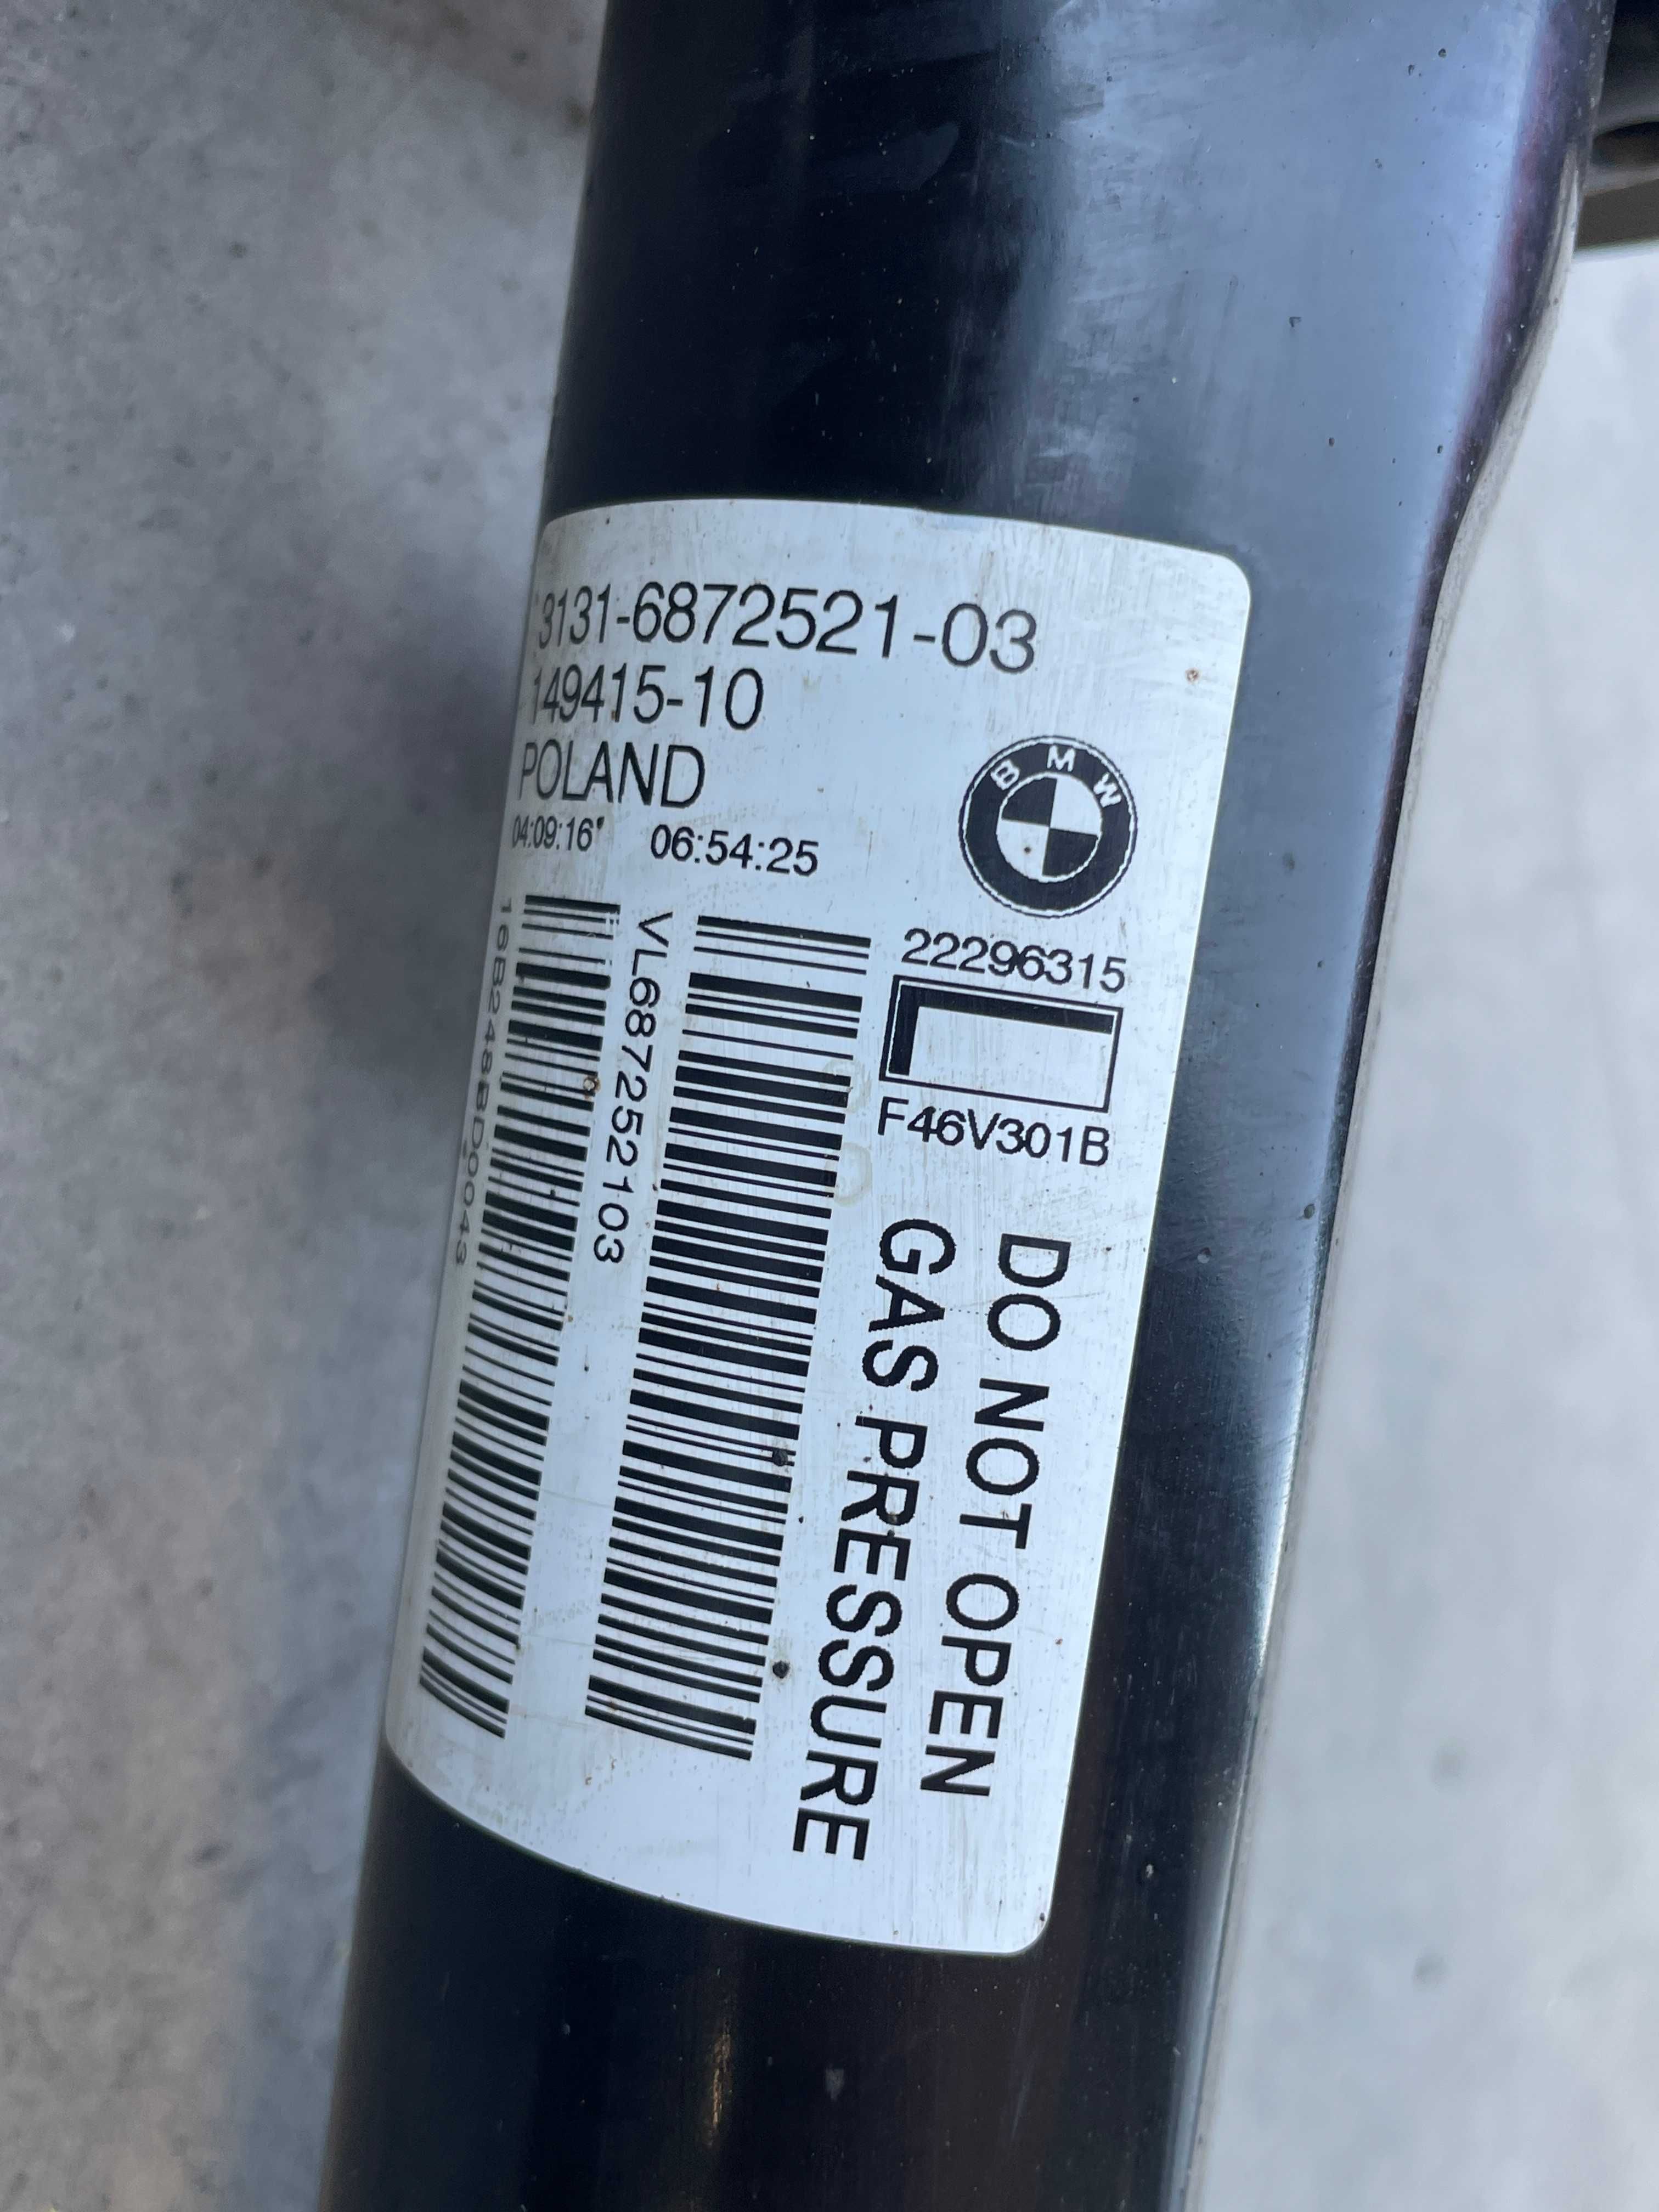 3131-6872521-03
149415-10
POLAND
04:09:16" 06:54:25
BMW
22296315
L
F46V301B
DO NOT OPEN
GAS PRESSURE
VL687252103
16B248BD0043